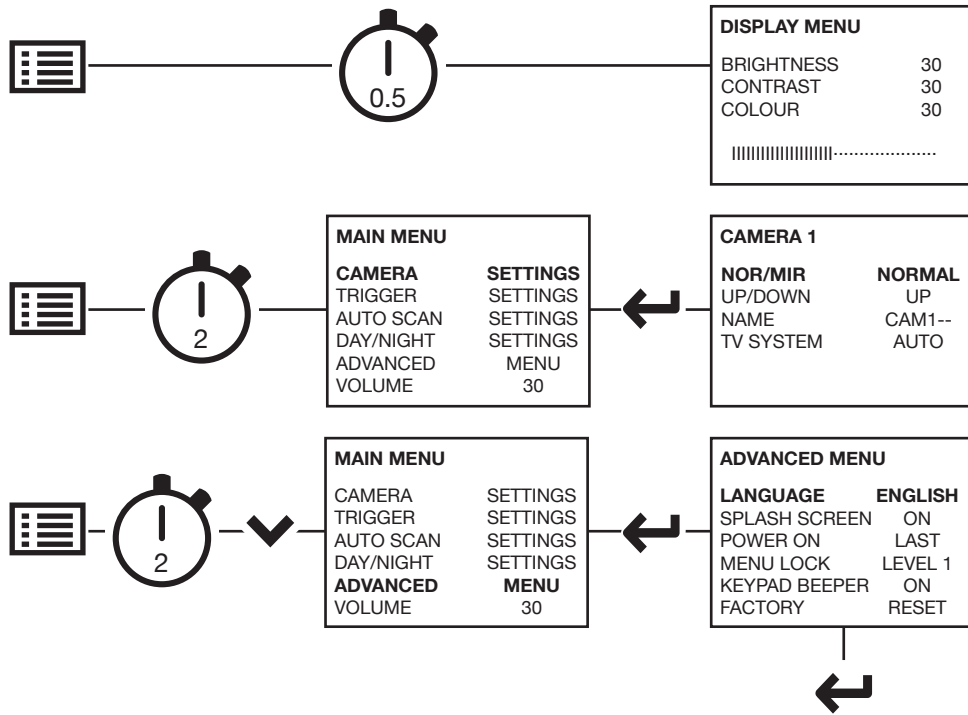 0.5
DISPLAY MENU
BRIGHTNESS 30
CONTRAST 30
COLOUR 30
2
MAIN MENU
CAMERA SETTINGS
TRIGGER SETTINGS
AUTO SCAN SETTINGS
DAY/NIGHT SETTINGS
ADVANCED MENU
VOLUME 30
CAMERA 1
NOR/MIR NORMAL
UP/DOWN UP
NAME CAM1--
TV SYSTEM AUTO
2
MAIN MENU
CAMERA SETTINGS
TRIGGER SETTINGS
AUTO SCAN SETTINGS
DAY/NIGHT SETTINGS
ADVANCED MENU
VOLUME 30
ADVANCED MENU
LANGUAGE ENGLISH
SPLASH SCREEN ON
POWER ON LAST
MENU LOCK LEVEL 1
KEYPAD BEEPER ON
FACTORY RESET